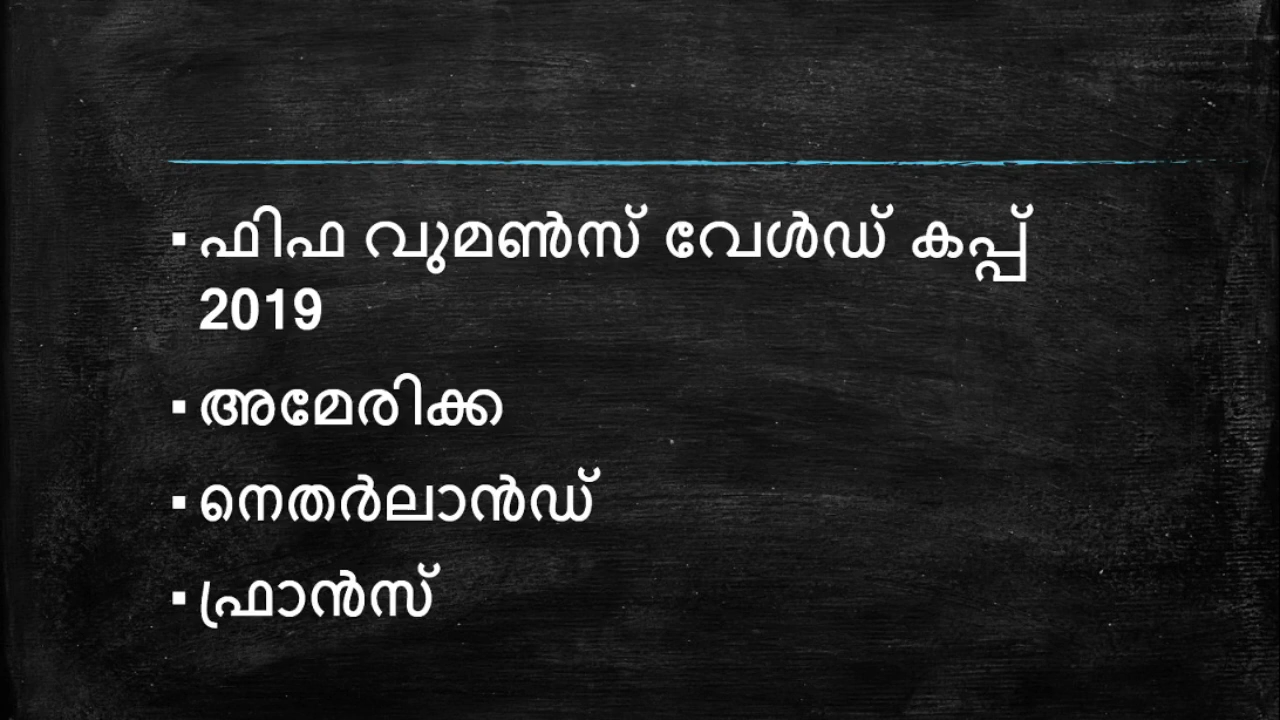 ▪ ഫിഫ വുമൺസ് വേൾഡ് കപ്പ്
2019
▪ അമേരിക്ക
▪ നെതർലാൻഡ്
▪ ഫ്രാൻസ്